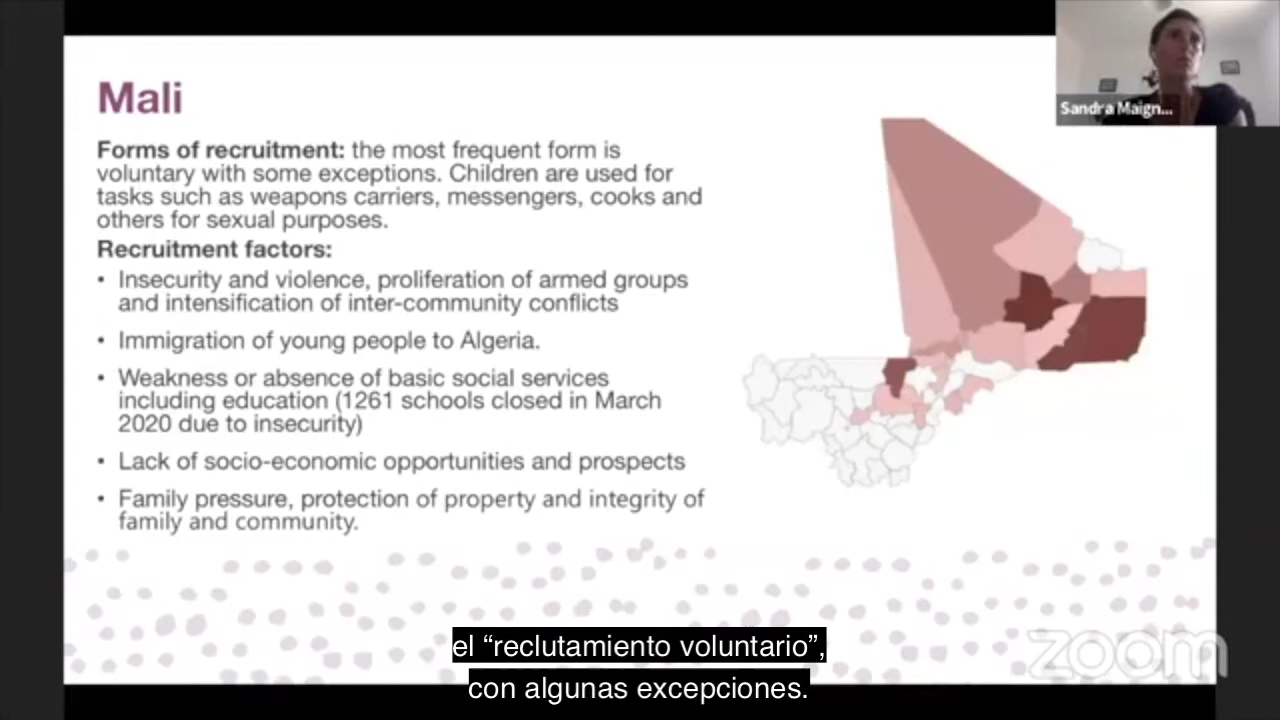 Mali
Sandra Maign...
Forms of recruitment: the most frequent form is
voluntary with some exceptions. Children are used for
tasks such as weapons carriers, messengers, cooks and
others for sexual purposes.
Recruitment factors:
• Insecurity and violence, proliferation of armed groups
and intensification of inter-community conflicts
• Immigration of young people to Algeria.
• Weakness or absence of basic social services
including education (1261 schools closed in March
2020 due to insecurity)
• Lack of socio-economic opportunities and prospects
• Family pressure, protection of property and integrity of
family and community.
el “reclutamiento voluntario”,
con algunas excepciones.
zoom